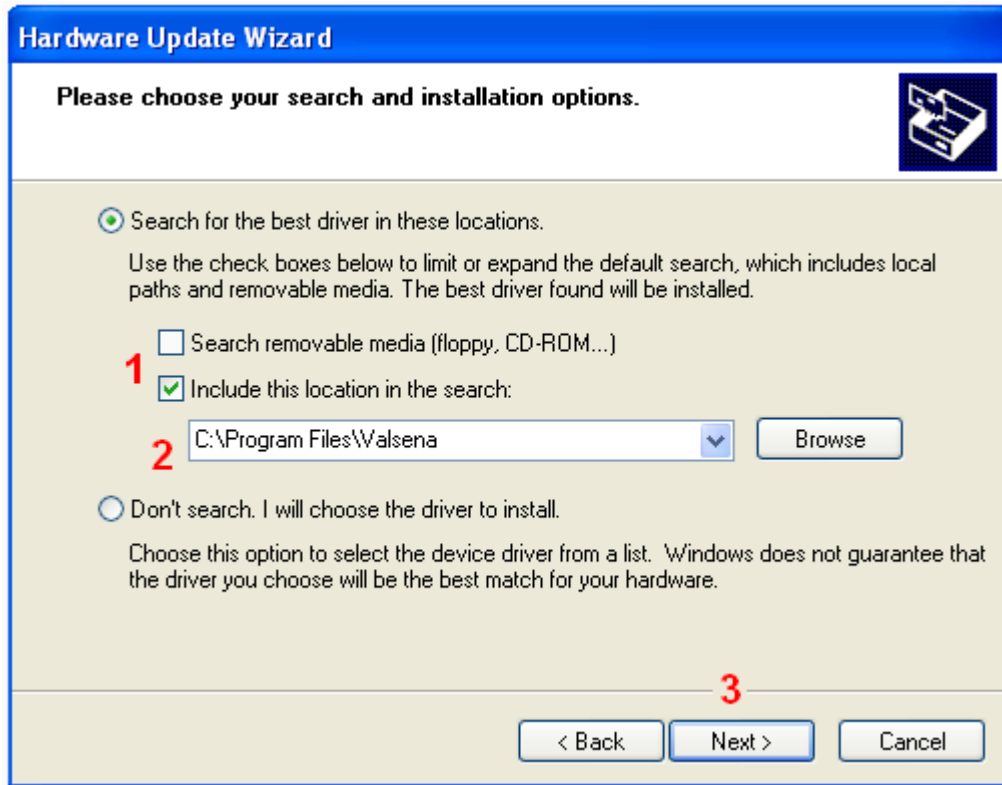 Hardware Update Wizard
Please choose your search and installation options.
Search for the best driver in these locations.
Use the check boxes below to limit or expand the default search, which includes local
paths and removable media. The best driver found will be installed.
Search removable media (floppy, CD-ROM...)
1
Include this location in the search:
2 C:\Program Files\Valsena Browse
Don't search. I will choose the driver to install.
Choose this option to select the device driver from a list. Windows does not guarantee that
the driver you choose will be the best match for your hardware.
3
< Back Next > Cancel